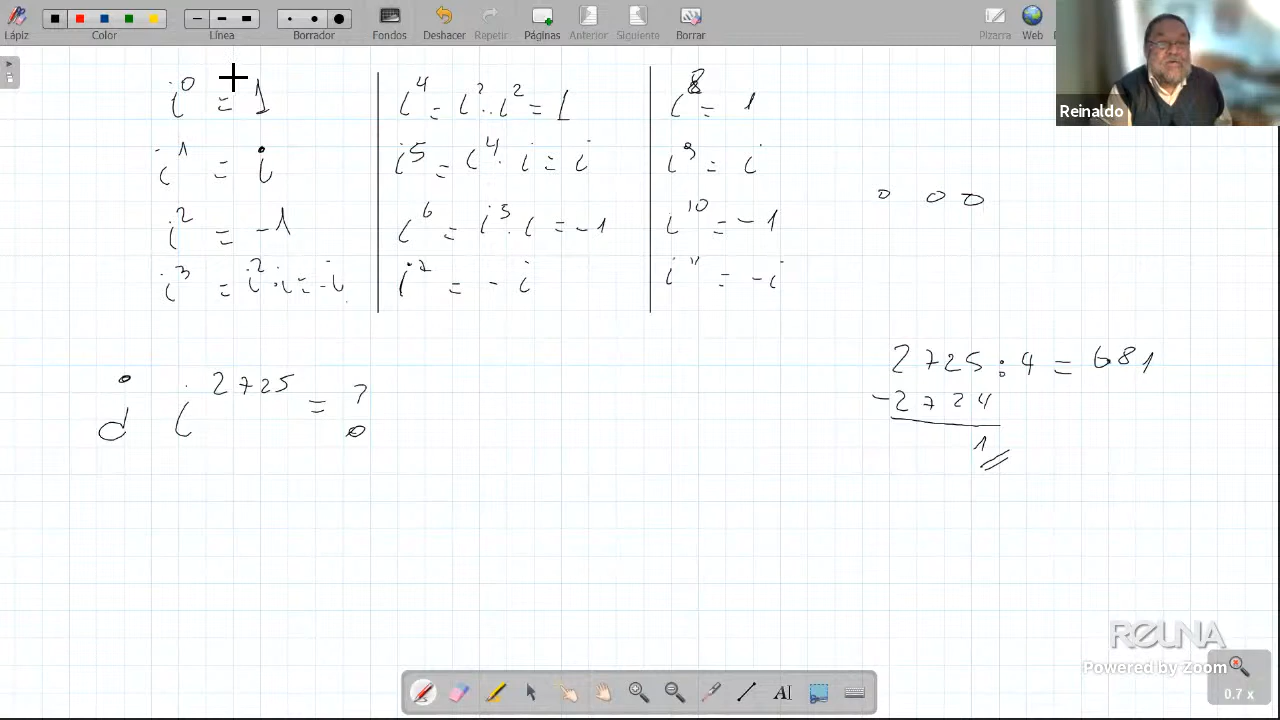 Lápiz Color Línea Borrador Fondos Deshacer Repetir Páginas Anterior Siguiente Borrar Pizarra Web
Reinaldo
i⁰ = 1
i¹ = i
i² = -1
i³ = i²·i = -i
i⁴ = i²·i² = 1
i⁵ = i⁴·i = i
i⁶ = i⁵·i = -1
i⁷ = -i
i⁸ = 1
i⁹ = i
i¹⁰ = -1
i¹¹ = -i
¿ i²⁷²⁵ = ?
2725 : 4 = 681
-2724
1
REUNA
Powered by Zoom
0.7 x